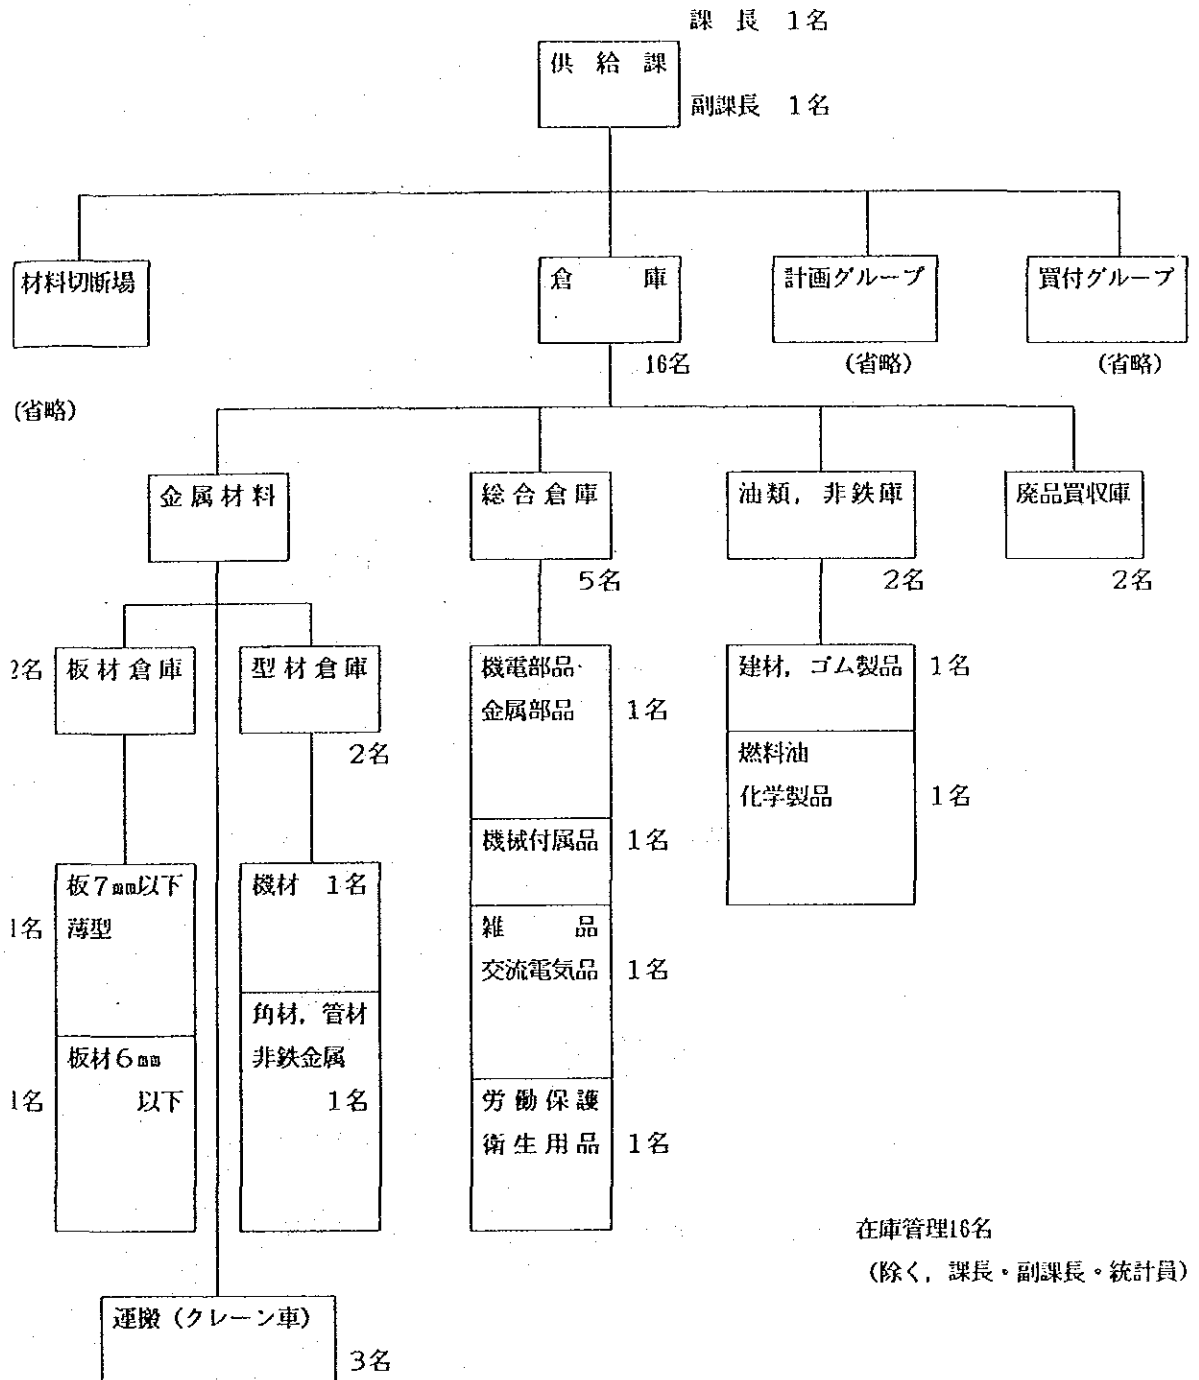 課 長 1名
供 給 課
副課長 1名
材料切断場
倉 庫
計画グループ
買付グループ
16名
(省略)
(省略)
(省略)
金属材料
総合倉庫
油類, 非鉄庫
廃品買収庫
5名
2名
2名
2名
板材倉庫
型材倉庫
2名
機電部品
金属部品
1名
建材, ゴム製品
1名
燃料油
化学製品
1名
機械付属品
1名
板7mm以下
薄型
1名
機材 1名
雑 品
交流電気品
1名
角材, 管材
非鉄金属
1名
板材6mm
以下
1名
労働保護
衛生用品
1名
在庫管理16名
(除く, 課長・副課長・統計員)
運搬(クレーン車)
3名